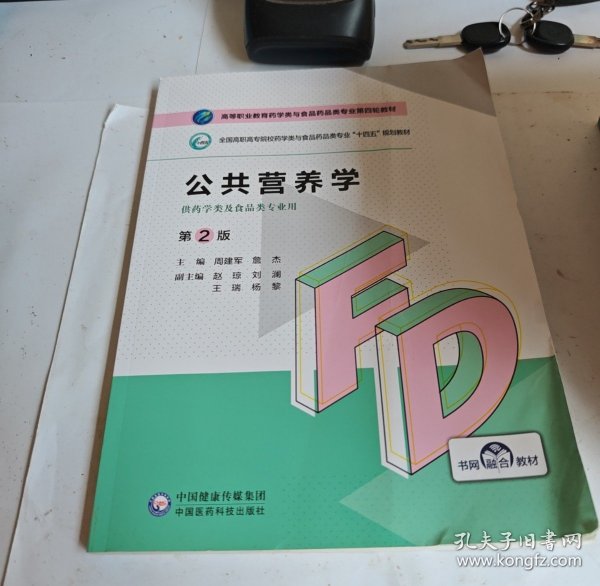 高等职业教育药学类与食品药品类专业第四轮教材
全国高职高专院校药学类与食品药品类专业“十四五”规划教材
公共营养学
供药学类及食品类专业用
第2版
主 编 周建军 詹 杰
副主编 赵 琼 刘 澜
王 瑞 杨 黎
FD
书网融合教材
中国健康传媒集团
中国医药科技出版社
孔夫子旧书网
www.kongfz.com